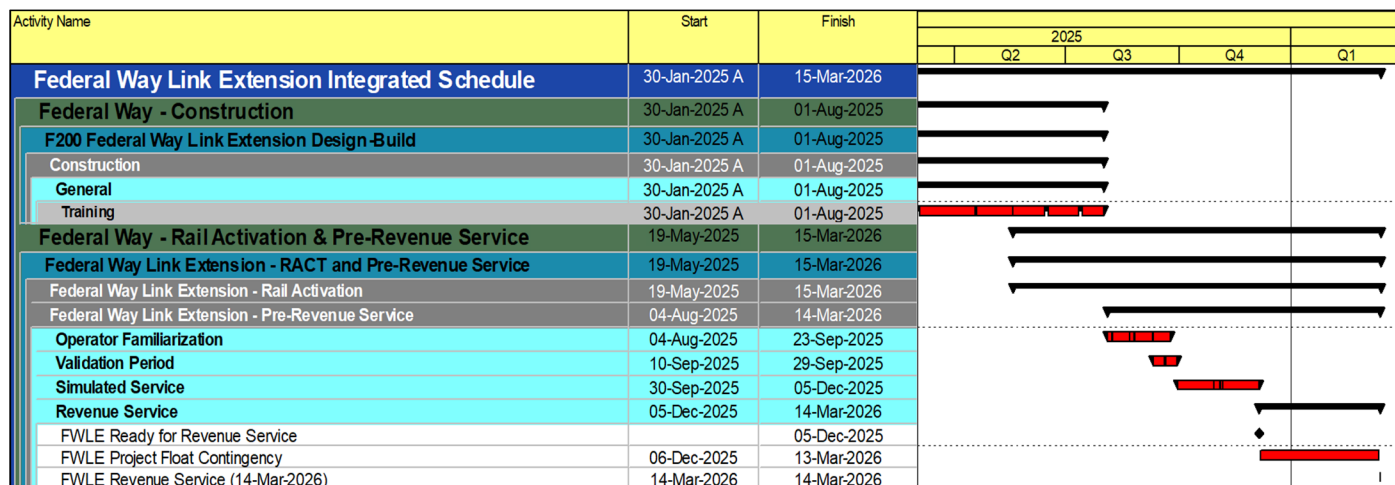 Activity Name Start Finish
2025
Q2 Q3 Q4 Q1
Federal Way Link Extension Integrated Schedule 30-Jan-2025 A 15-Mar-2026
Federal Way - Construction 30-Jan-2025 A 01-Aug-2025
F200 Federal Way Link Extension Design-Build 30-Jan-2025 A 01-Aug-2025
Construction 30-Jan-2025 A 01-Aug-2025
General 30-Jan-2025 A 01-Aug-2025
Training 30-Jan-2025 A 01-Aug-2025
Federal Way - Rail Activation & Pre-Revenue Service 19-May-2025 15-Mar-2026
Federal Way Link Extension - RACT and Pre-Revenue Service 19-May-2025 15-Mar-2026
Federal Way Link Extension - Rail Activation 19-May-2025 15-Mar-2026
Federal Way Link Extension - Pre-Revenue Service 04-Aug-2025 14-Mar-2026
Operator Familiarization 04-Aug-2025 23-Sep-2025
Validation Period 10-Sep-2025 29-Sep-2025
Simulated Service 30-Sep-2025 05-Dec-2025
Revenue Service 05-Dec-2025 14-Mar-2026
FWLE Ready for Revenue Service 05-Dec-2025
FWLE Project Float Contingency 06-Dec-2025 13-Mar-2026
FWLE Revenue Service (14-Mar-2026) 14-Mar-2026 14-Mar-2026